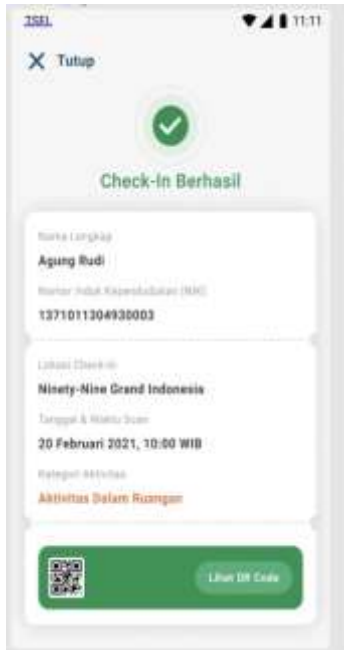 TSEL
11:11
Tutup
Check-In Berhasil
Nama Lengkap
Agung Rudi
Nomor Induk Kependudukan (NIK)
1371011304930003
Lokasi Check-In
Ninety-Nine Grand Indonesia
Tanggal & Waktu Scan
20 Februari 2021, 10:00 WIB
Kategori Aktivitas
Aktivitas Dalam Ruangan
Lihat QR Code